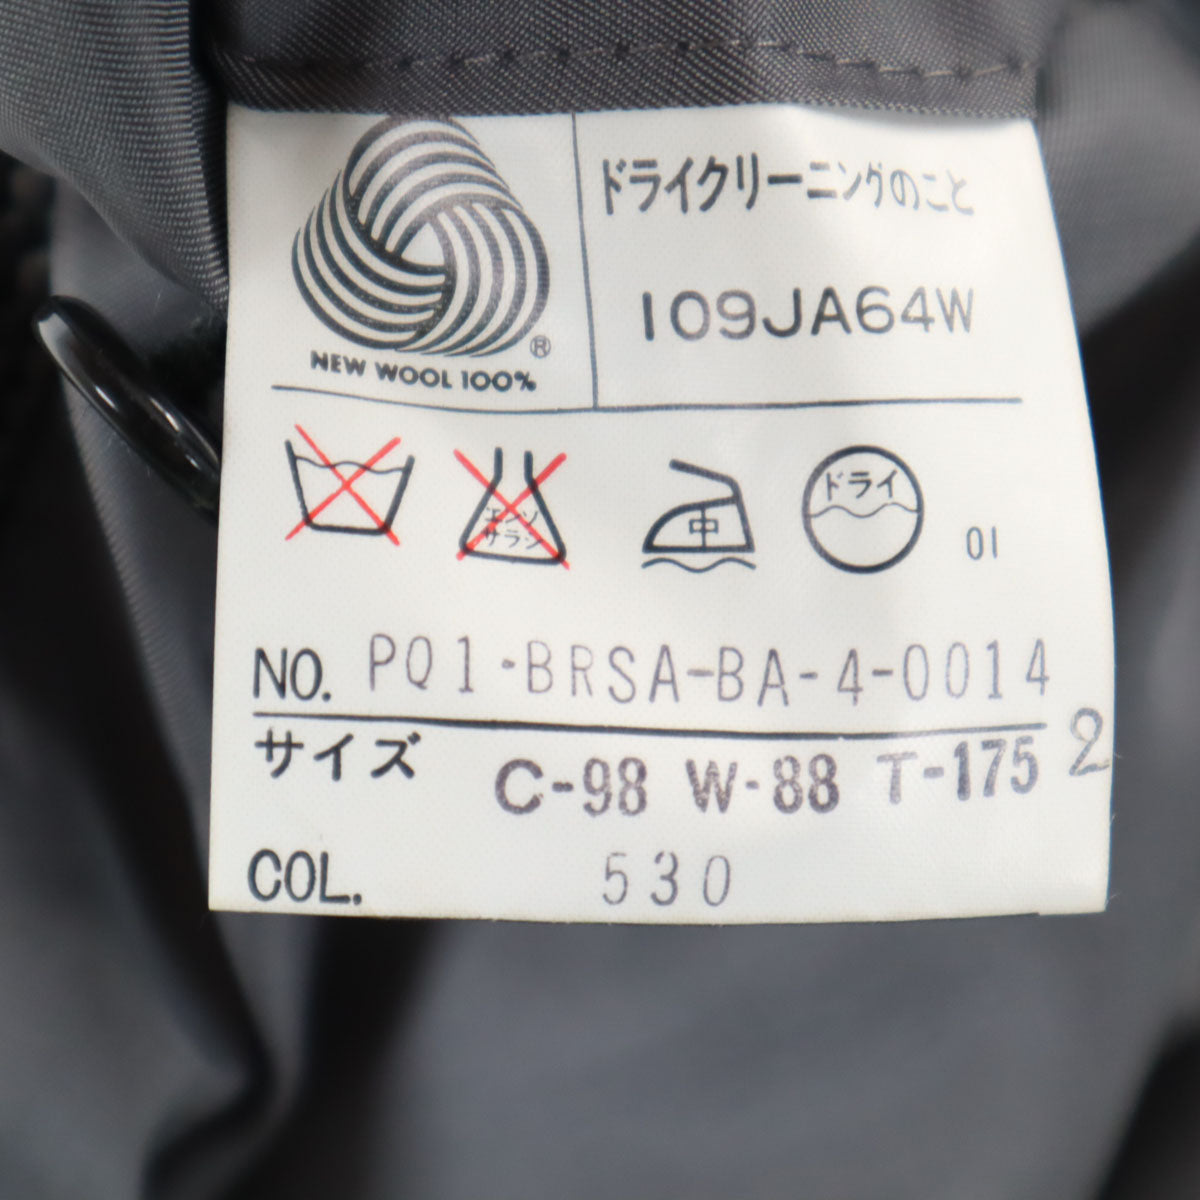 ドライクリーニングのこと
109JA64W
®
NEW WOOL 100%
エンソ
サラシ
中
ドライ
01
NO. PQ1-BRSA-BA-4-0014
サイズ C-98 W-88 T-175 2
COL. 530